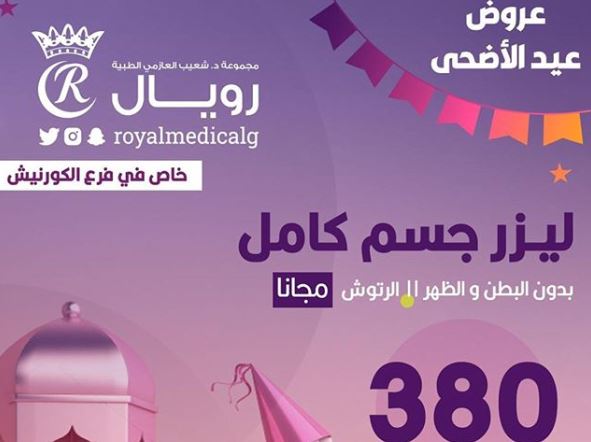 عروض
عيد الأضحى
مجموعة د. شعيب العازمي الطبية
رويال
royalmedicalg
خاص في فرع الكورنيش
ليزر جسم كامل
بدون البطن و الظهر || الرتوش مجانا
380